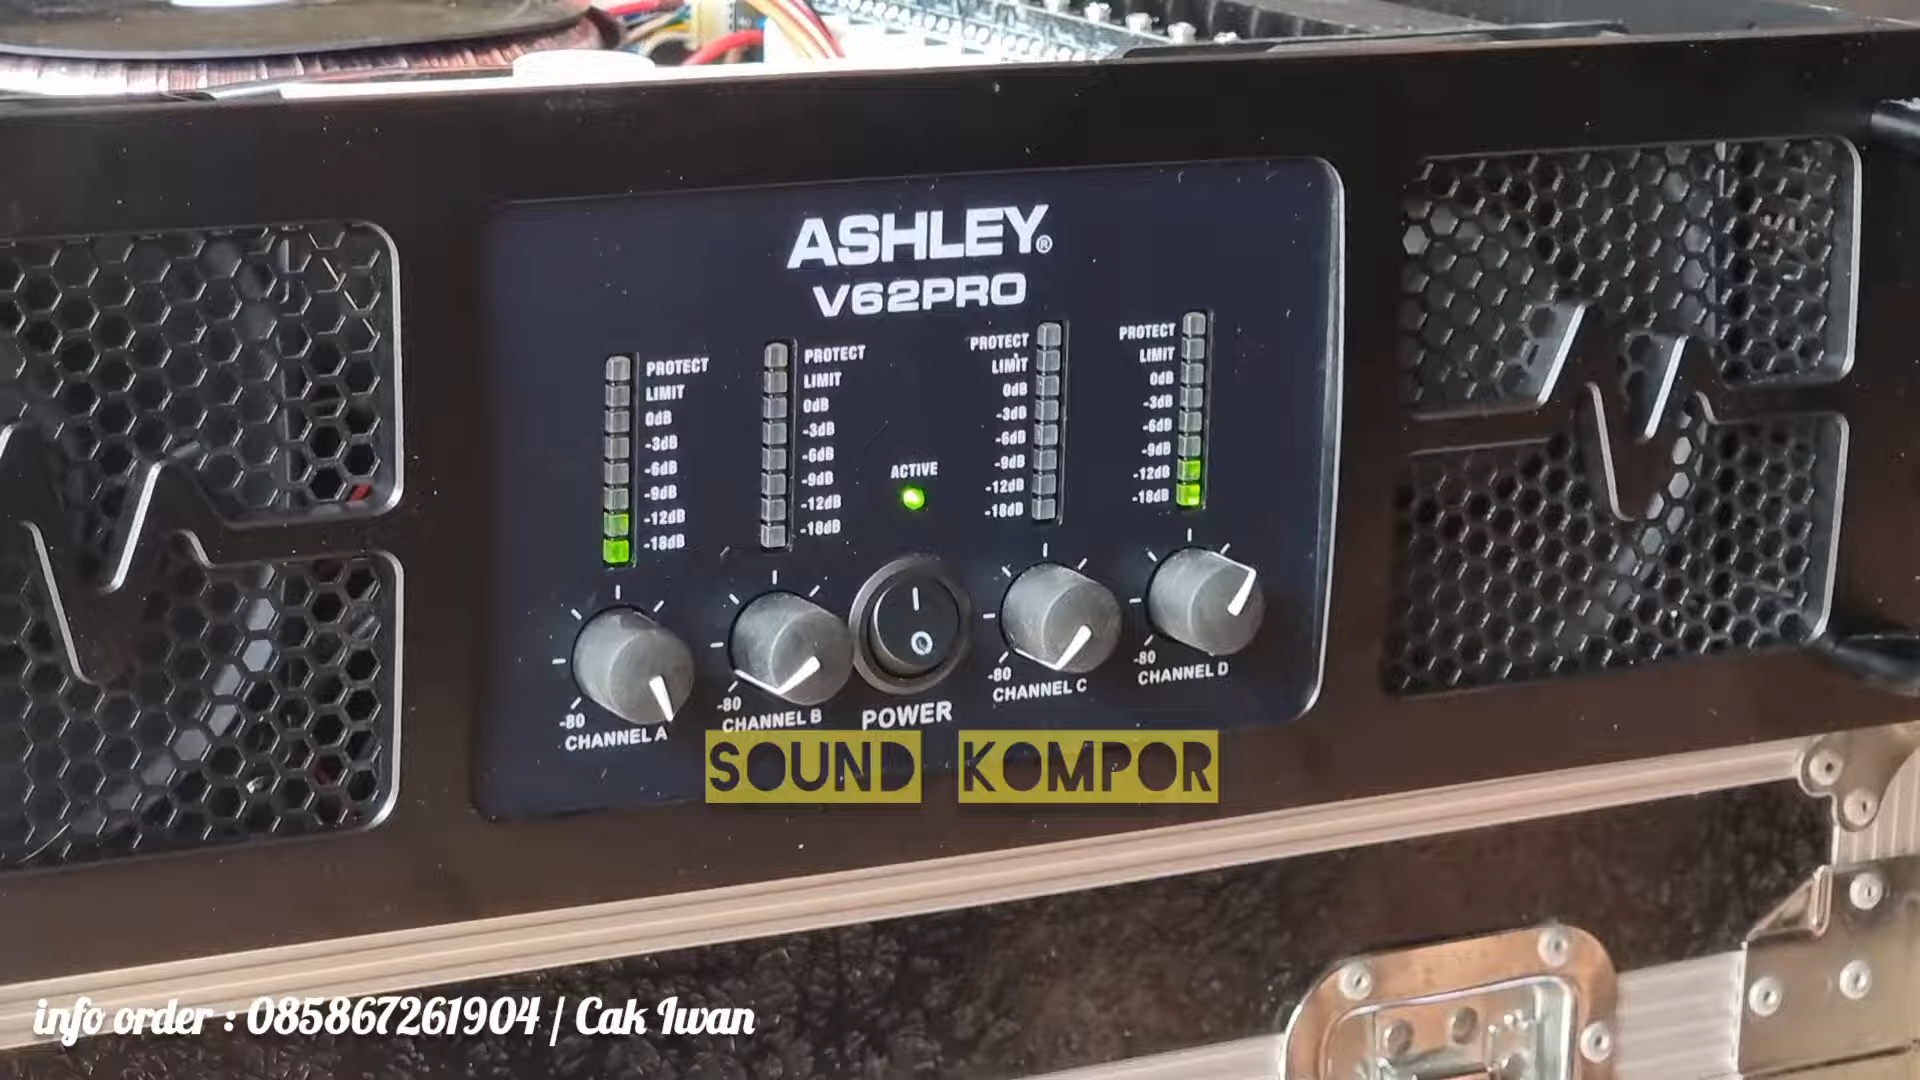 ASHLEY®
V62PRO
PROTECT
LIMIT
0dB
-3dB
-6dB
-9dB
-12dB
-18dB
PROTECT
LIMIT
0dB
-3dB
-6dB
-9dB
-12dB
-18dB
ACTIVE
PROTECT
LIMIT
0dB
-3dB
-6dB
-9dB
-12dB
-18dB
PROTECT
LIMIT
0dB
-3dB
-6dB
-9dB
-12dB
-18dB
-80
CHANNEL A
-80
CHANNEL B
POWER
-80
CHANNEL C
-80
CHANNEL D
SOUND KOMPOR
info order : 085867261904 / Cak Iwan